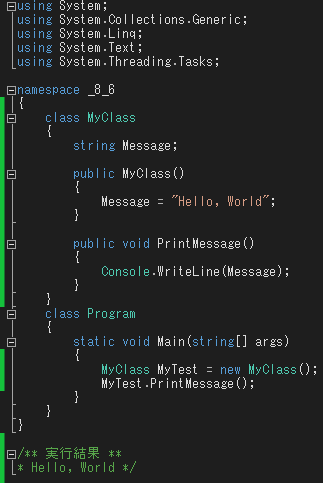 using System;
using System.Collections.Generic;
using System.Linq;
using System.Text;
using System.Threading.Tasks;

namespace _8_6
{
    class MyClass
    {
        string Message;

        public MyClass()
        {
            Message = "Hello, World";
        }

        public void PrintMessage()
        {
            Console.WriteLine(Message);
        }
    }
    class Program
    {
        static void Main(string[] args)
        {
            MyClass MyTest = new MyClass();
            MyTest.PrintMessage();
        }
    }
}

/** 実行結果 **
* Hello, World */